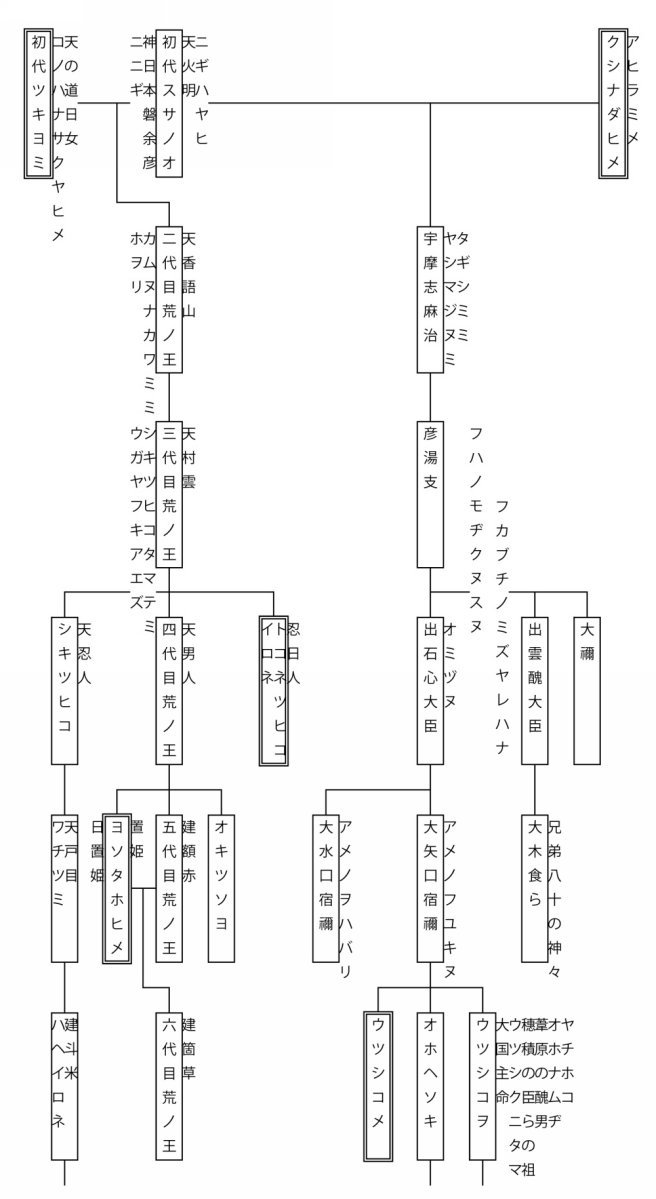 アヒラミメ
クシナダヒメ
ニギハヤヒ
天火明
初代スサノオ
神日本磐余彦
ニニギ
天の道日女
コノハナサクヤヒメ
初代ツキヨミ
タギシミミ
ヤシマジヌミ
宇摩志麻治
天香語山
二代目荒ノ王
カムヌナカワミミ
ホヲリ
フハノモヂクヌスヌ
彦湯支
天村雲
三代目荒ノ王
シキツヒコタマテミ
ウガヤフキアエズ
大禰
出雲醜大臣
フカブチノミズヤレハナ
オミヅヌ
出石心大臣
忍日人
トコネツヒコ
イロネ
天男人
四代目荒ノ王
天忍人
シキツヒコ
兄弟八十の神々
大木食ら
アメノフユキヌ
大矢口宿禰
アメノヲハバリ
大水口宿禰
オキツソヨ
建額赤
五代目荒ノ王
置姫
ヨソタホヒメ
日置姫
天戸目
ワチツミ
ヤチホコ
オホナムヂ
葦原の醜男
穂積の臣らの祖
ウツシクニタマ
大国主命
ウツシコヲ
オホヘソキ
ウツシコメ
建箇草
六代目荒ノ王
建斗米
ハヘイロネ